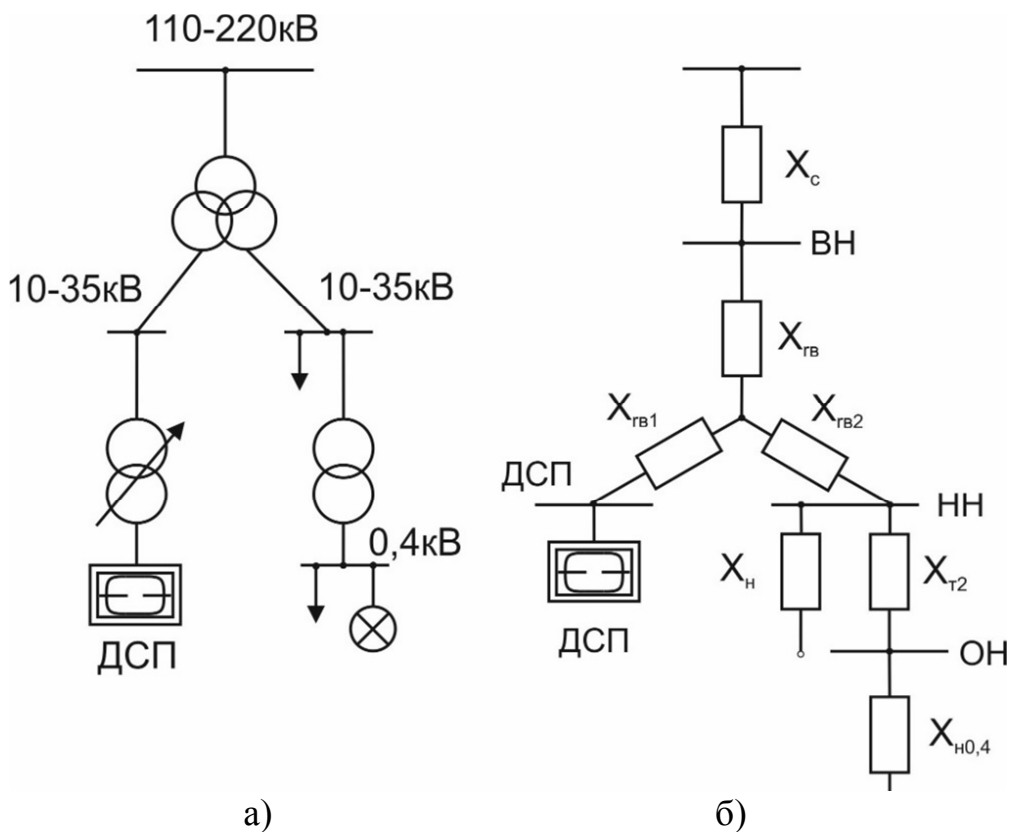 110-220кВ
10-35кВ
10-35кВ
0,4кВ
ДСП
а)
Xс
ВН
Xгв
Xгв1
Xгв2
ДСП
НН
Xн
Xт2
ДСП
ОН
Xн0,4
б)